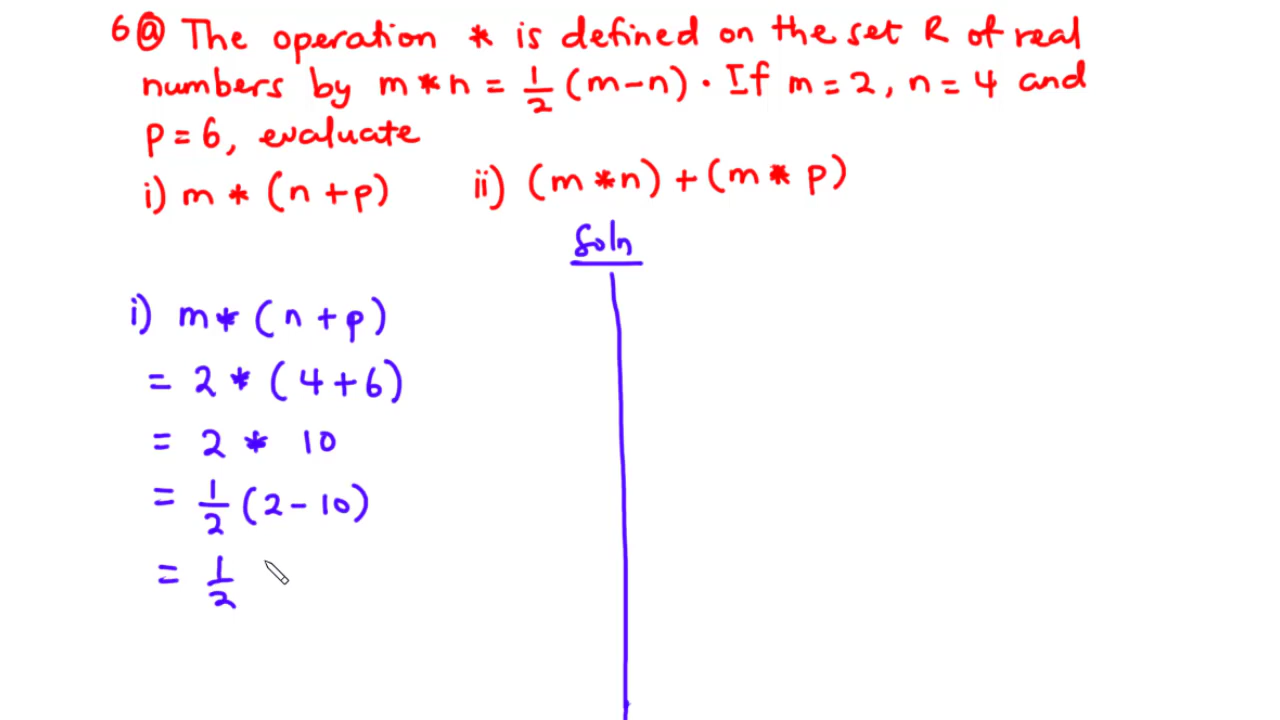 6 ⓐ The operation * is defined on the set R of real
numbers by m * n = 1/2 (m - n) . If m = 2, n = 4 and
p = 6, evaluate
i) m * (n + p)    ii) (m * n) + (m * p)
Soln
i) m * (n + p)
= 2 * (4 + 6)
= 2 * 10
= 1/2 (2 - 10)
= 1/2